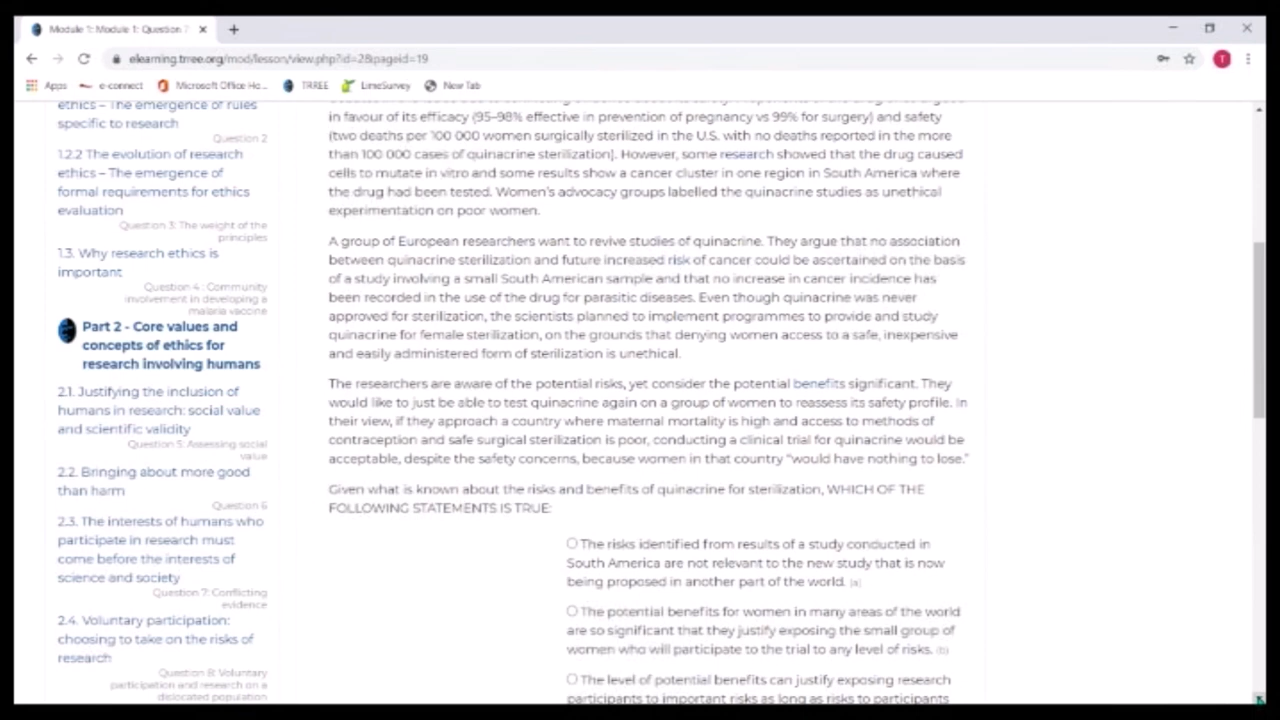 Module 1: Module 1: Question 7
elearning.trree.org/mod/lesson/view.php?id=28&pageid=19
T
Apps
e-connect
Microsoft Office Ho...
TRREE
LimeSurvey
New Tab
ethics – The emergence of rules
specific to research
Question 2
1.2.2 The evolution of research
ethics – The emergence of
formal requirements for ethics
evaluation
Question 3: The weight of the
principles
1.3. Why research ethics is
important
Question 4 : Community
involvement in developing a
malaria vaccine
Part 2 - Core values and
concepts of ethics for
research involving humans
2.1. Justifying the inclusion of
humans in research: social value
and scientific validity
Question 5: Assessing social
value
2.2. Bringing about more good
than harm
Question 6
2.3. The interests of humans who
participate in research must
come before the interests of
science and society
Question 7: Conflicting
evidence
2.4. Voluntary participation:
choosing to take on the risks of
research
Question 8: Voluntary
participation and research on a
dislocated population
in favour of its efficacy (95–98% effective in prevention of pregnancy vs 99% for surgery) and safety
(two deaths per 100 000 women surgically sterilized in the U.S. with no deaths reported in the more
than 100 000 cases of quinacrine sterilization). However, some research showed that the drug caused
cells to mutate in vitro and some results show a cancer cluster in one region in South America where
the drug had been tested. Women's advocacy groups labelled the quinacrine studies as unethical
experimentation on poor women.
A group of European researchers want to revive studies of quinacrine. They argue that no association
between quinacrine sterilization and future increased risk of cancer could be ascertained on the basis
of a study involving a small South American sample and that no increase in cancer incidence has
been recorded in the use of the drug for parasitic diseases. Even though quinacrine was never
approved for sterilization, the scientists planned to implement programmes to provide and study
quinacrine for female sterilization, on the grounds that denying women access to a safe, inexpensive
and easily administered form of sterilization is unethical.
The researchers are aware of the potential risks, yet consider the potential benefits significant. They
would like to just be able to test quinacrine again on a group of women to reassess its safety profile. In
their view, if they approach a country where maternal mortality is high and access to methods of
contraception and safe surgical sterilization is poor, conducting a clinical trial for quinacrine would be
acceptable, despite the safety concerns, because women in that country "would have nothing to lose."
Given what is known about the risks and benefits of quinacrine for sterilization, WHICH OF THE
FOLLOWING STATEMENTS IS TRUE:
The risks identified from results of a study conducted in
South America are not relevant to the new study that is now
being proposed in another part of the world. (a)
The potential benefits for women in many areas of the world
are so significant that they justify exposing the small group of
women who will participate to the trial to any level of risks. (b)
The level of potential benefits can justify exposing research
participants to important risks as long as risks to participants